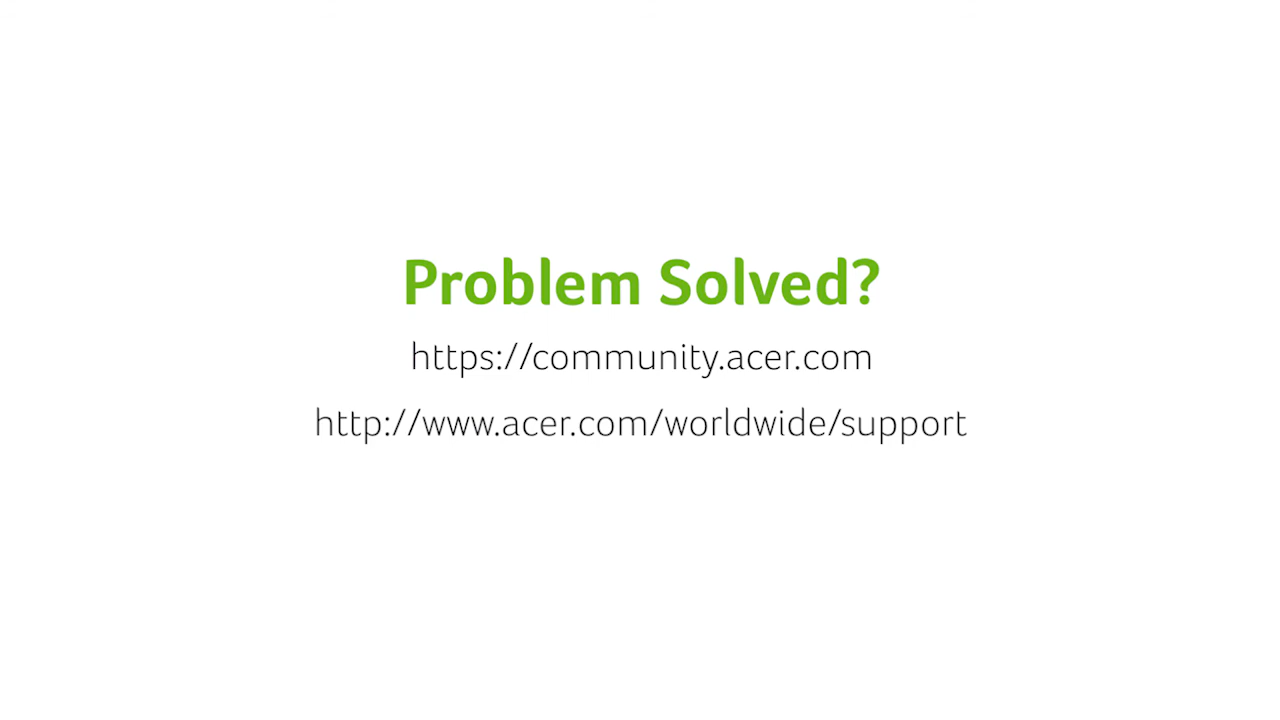 Problem Solved?
https://community.acer.com
http://www.acer.com/worldwide/support